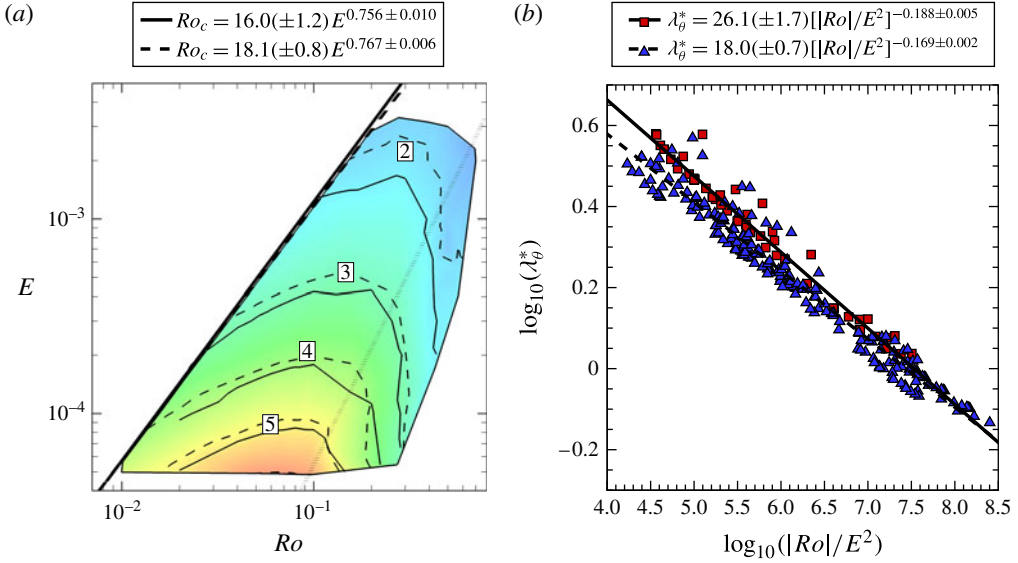 (a)
Ro_c = 16.0(±1.2) E^{0.756 ± 0.010}
Ro_c = 18.1(±0.8) E^{0.767 ± 0.006}
10^{−3}
10^{−4}
E
2
3
4
5
10^{−2}
10^{−1}
Ro
(b)
λ_θ^* = 26.1(±1.7)[|Ro|/E^2]^{−0.188 ± 0.005}
λ_θ^* = 18.0(±0.7)[|Ro|/E^2]^{−0.169 ± 0.002}
0.6
0.4
0.2
0
−0.2
log_{10}(λ_θ^*)
4.0 4.5 5.0 5.5 6.0 6.5 7.0 7.5 8.0 8.5
log_{10}(|Ro|/E^2)